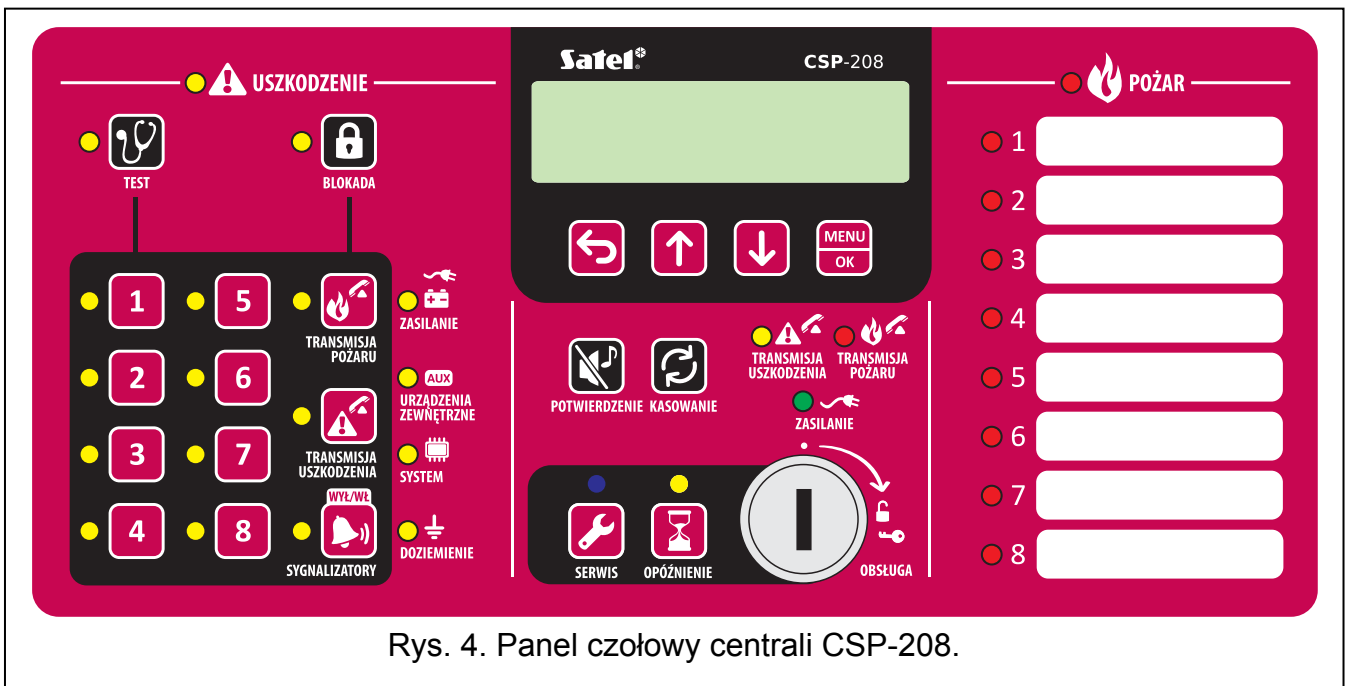 USZKODZENIE
TEST
BLOKADA
1
5
TRANSMISJA
POŻARU
2
6
3
7
TRANSMISJA
USZKODZENIA
4
8
WYŁ/WŁ
SYGNALIZATORY
ZASILANIE
AUX
URZĄDZENIA
ZEWNĘTRZNE
SYSTEM
DOZIEMIENIE
Satel®
CSP-208
MENU
OK
POTWIERDZENIE
KASOWANIE
TRANSMISJA
USZKODZENIA
TRANSMISJA
POŻARU
ZASILANIE
SERWIS
OPÓŹNIENIE
OBSŁUGA
POŻAR
1
2
3
4
5
6
7
8
Rys. 4. Panel czołowy centrali CSP-208.